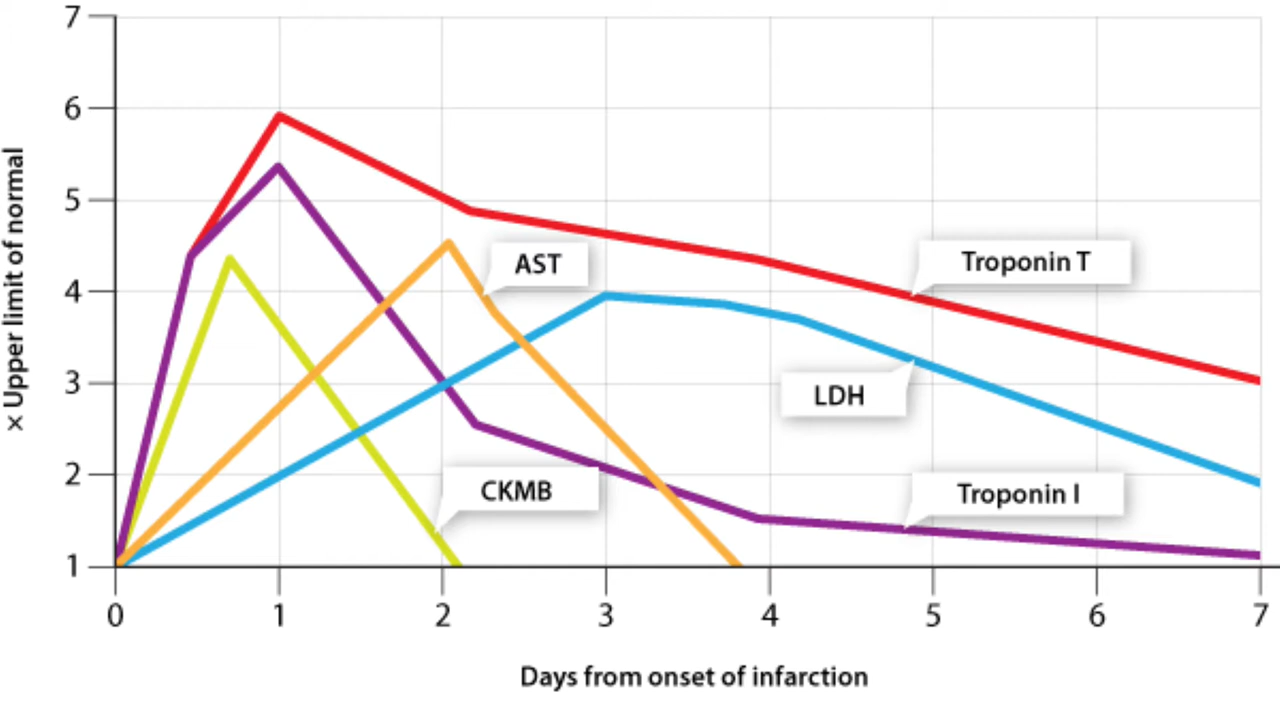 7
6
5
4
3
2
1
× Upper limit of normal
AST
Troponin T
LDH
CKMB
Troponin I
0 1 2 3 4 5 6 7
Days from onset of infarction